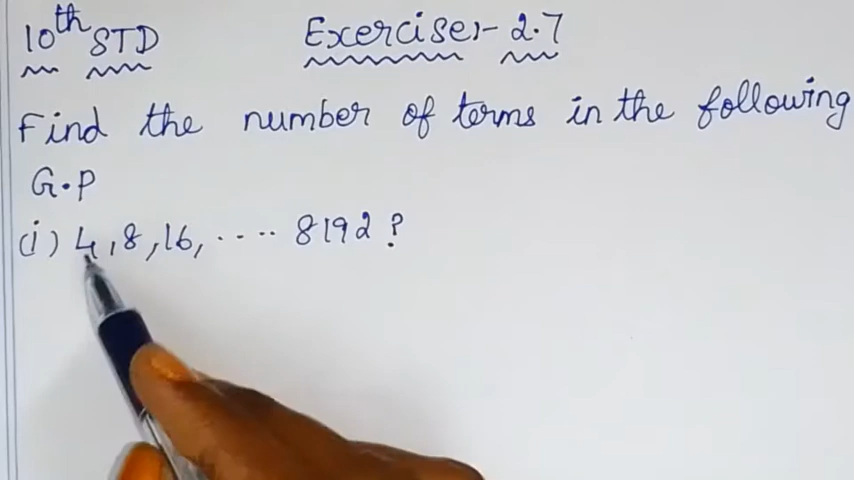 10th STD Exercise:- 2.7
Find the number of terms in the following
G.P
(i) 4, 8, 16, ···· 8192 ?